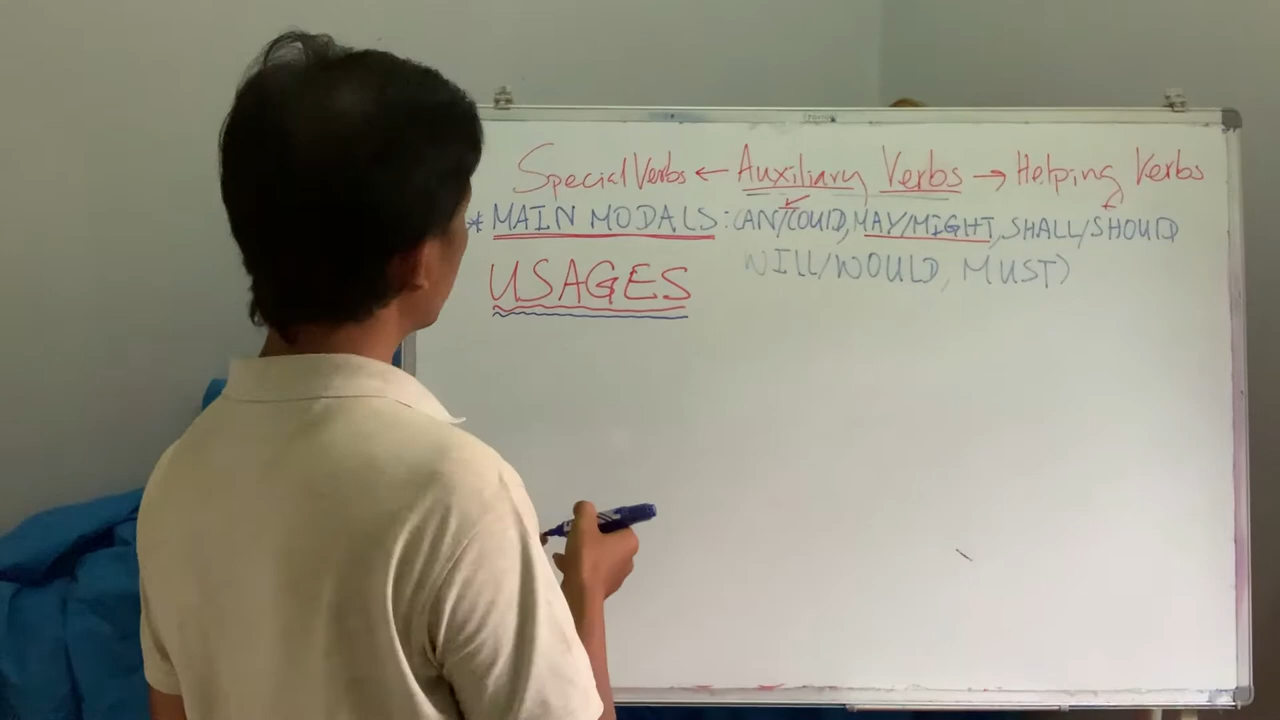 Special Verbs ← Auxiliary Verbs → Helping Verbs
* MAIN MODALS : CAN/COULD, MAY/MIGHT, SHALL/SHOULD
WILL/WOULD, MUST)
USAGES